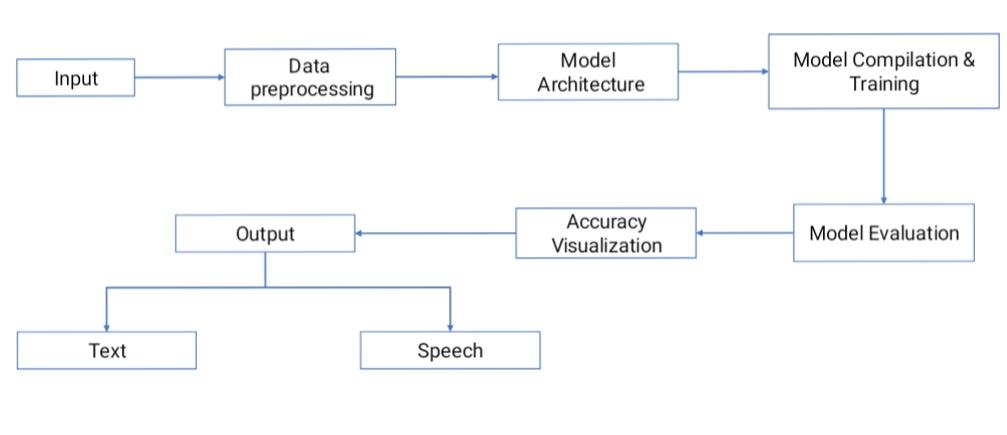 Input
Data
preprocessing
Model
Architecture
Model Compilation &
Training
Model Evaluation
Accuracy
Visualization
Output
Text
Speech